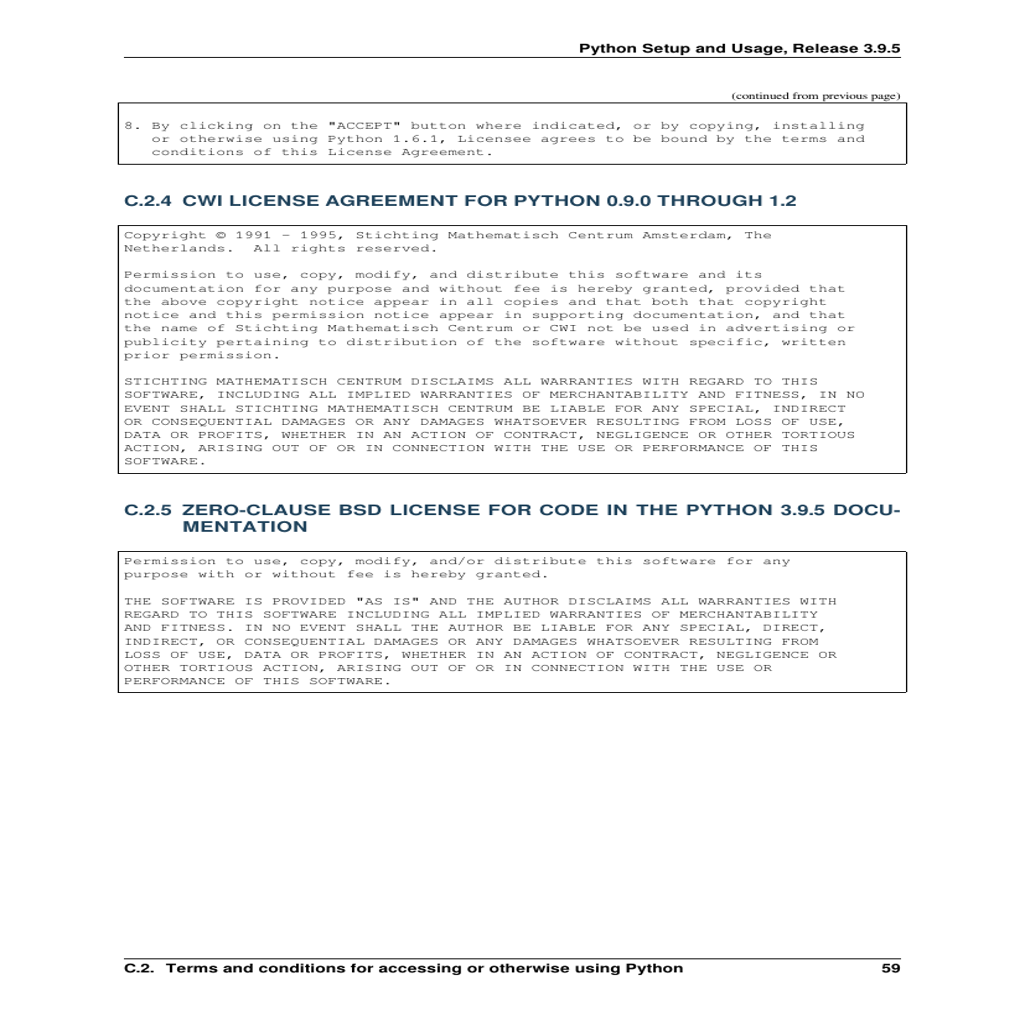 Python Setup and Usage, Release 3.9.5
(continued from previous page)
8. By clicking on the "ACCEPT" button where indicated, or by copying, installing
or otherwise using Python 1.6.1, Licensee agrees to be bound by the terms and
conditions of this License Agreement.
C.2.4 CWI LICENSE AGREEMENT FOR PYTHON 0.9.0 THROUGH 1.2
Copyright © 1991 - 1995, Stichting Mathematisch Centrum Amsterdam, The
Netherlands. All rights reserved.
Permission to use, copy, modify, and distribute this software and its
documentation for any purpose and without fee is hereby granted, provided that
the above copyright notice appear in all copies and that both that copyright
notice and this permission notice appear in supporting documentation, and that
the name of Stichting Mathematisch Centrum or CWI not be used in advertising or
publicity pertaining to distribution of the software without specific, written
prior permission.
STICHTING MATHEMATISCH CENTRUM DISCLAIMS ALL WARRANTIES WITH REGARD TO THIS
SOFTWARE, INCLUDING ALL IMPLIED WARRANTIES OF MERCHANTABILITY AND FITNESS, IN NO
EVENT SHALL STICHTING MATHEMATISCH CENTRUM BE LIABLE FOR ANY SPECIAL, INDIRECT
OR CONSEQUENTIAL DAMAGES OR ANY DAMAGES WHATSOEVER RESULTING FROM LOSS OF USE,
DATA OR PROFITS, WHETHER IN AN ACTION OF CONTRACT, NEGLIGENCE OR OTHER TORTIOUS
ACTION, ARISING OUT OF OR IN CONNECTION WITH THE USE OR PERFORMANCE OF THIS
SOFTWARE.
C.2.5 ZERO-CLAUSE BSD LICENSE FOR CODE IN THE PYTHON 3.9.5 DOCU-
MENTATION
Permission to use, copy, modify, and/or distribute this software for any
purpose with or without fee is hereby granted.
THE SOFTWARE IS PROVIDED "AS IS" AND THE AUTHOR DISCLAIMS ALL WARRANTIES WITH
REGARD TO THIS SOFTWARE INCLUDING ALL IMPLIED WARRANTIES OF MERCHANTABILITY
AND FITNESS. IN NO EVENT SHALL THE AUTHOR BE LIABLE FOR ANY SPECIAL, DIRECT,
INDIRECT, OR CONSEQUENTIAL DAMAGES OR ANY DAMAGES WHATSOEVER RESULTING FROM
LOSS OF USE, DATA OR PROFITS, WHETHER IN AN ACTION OF CONTRACT, NEGLIGENCE OR
OTHER TORTIOUS ACTION, ARISING OUT OF OR IN CONNECTION WITH THE USE OR
PERFORMANCE OF THIS SOFTWARE.
C.2. Terms and conditions for accessing or otherwise using Python 59